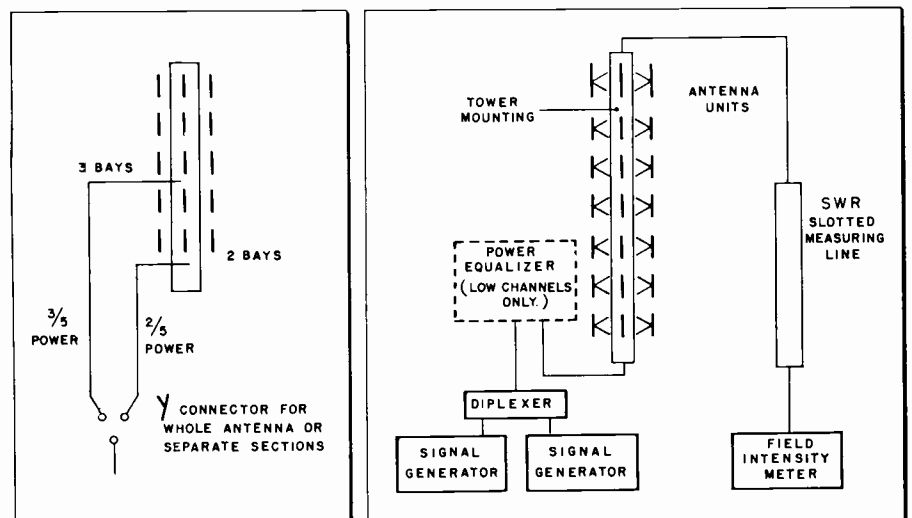 3 BAYS
2 BAYS
3/5
POWER
2/5
POWER
Y CONNECTOR FOR
WHOLE ANTENNA OR
SEPARATE SECTIONS
TOWER
MOUNTING
ANTENNA
UNITS
SWR
SLOTTED
MEASURING
LINE
POWER
EQUALIZER
(LOW CHANNELS
ONLY.)
DIPLEXER
SIGNAL
GENERATOR
SIGNAL
GENERATOR
FIELD
INTENSITY
METER